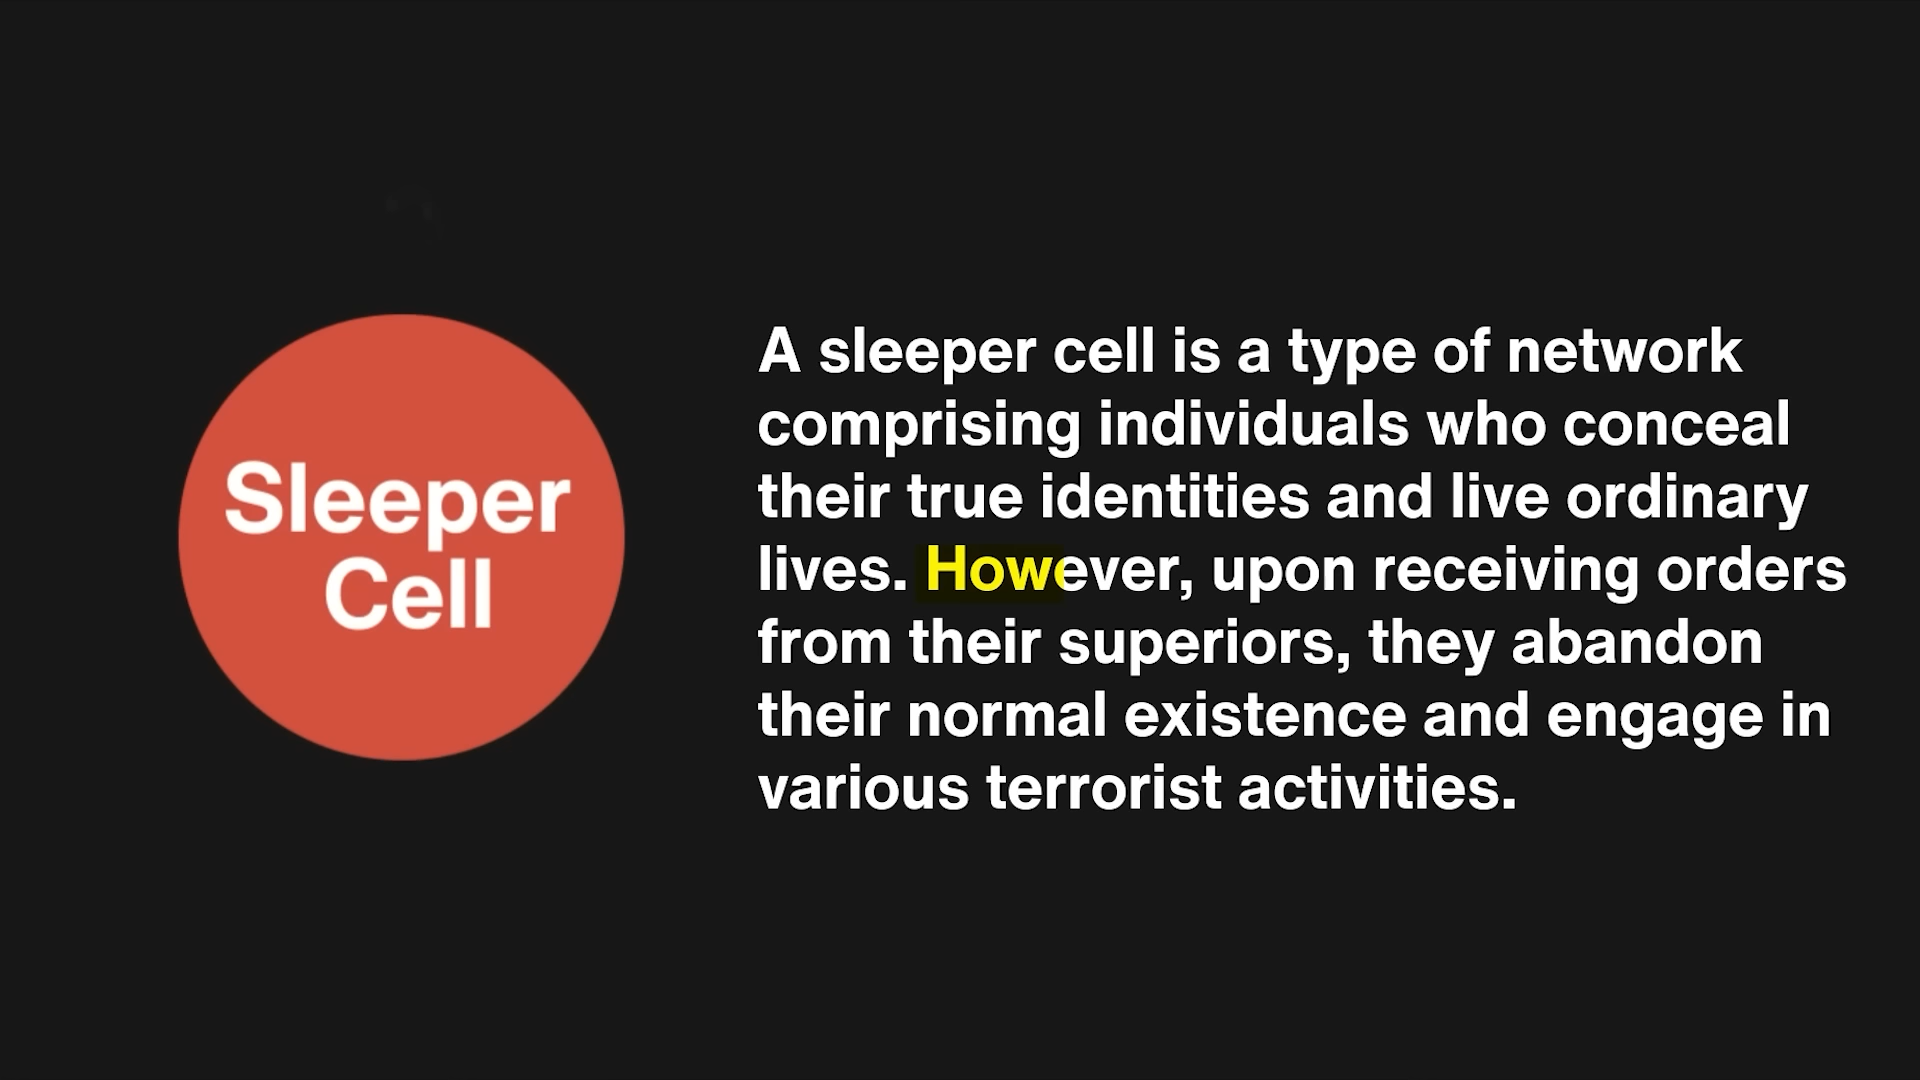 Sleeper
Cell
A sleeper cell is a type of network
comprising individuals who conceal
their true identities and live ordinary
lives. However, upon receiving orders
from their superiors, they abandon
their normal existence and engage in
various terrorist activities.